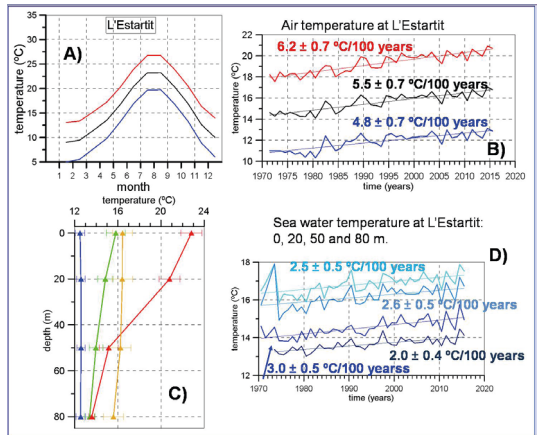 L'Estartit
A)
temperature (ºC)
35
30
25
20
15
10
5
1 2 3 4 5 6 7 8 9 10 11 12
month
Air temperature at L'Estartit
6.2 ± 0.7 ºC/100 years
5.5 ± 0.7 ºC/100 years
4.8 ± 0.7 ºC/100 years
B)
temperature (ºC)
22
20
18
16
14
12
10
1970 1975 1980 1985 1990 1995 2000 2005 2010 2015 2020
time (years)
temperature (ºC)
12 16 20 24
depth (m)
0
20
40
60
80
C)
Sea water temperature at L'Estartit:
0, 20, 50 and 80 m.
D)
2.5 ± 0.5 ºC/100 years
2.6 ± 0.5 ºC/100 years
2.0 ± 0.4 ºC/100 years
3.0 ± 0.5 ºC/100 yearss
temperature (ºC)
18
16
14
12
1970 1980 1990 2000 2010 2020
time (years)